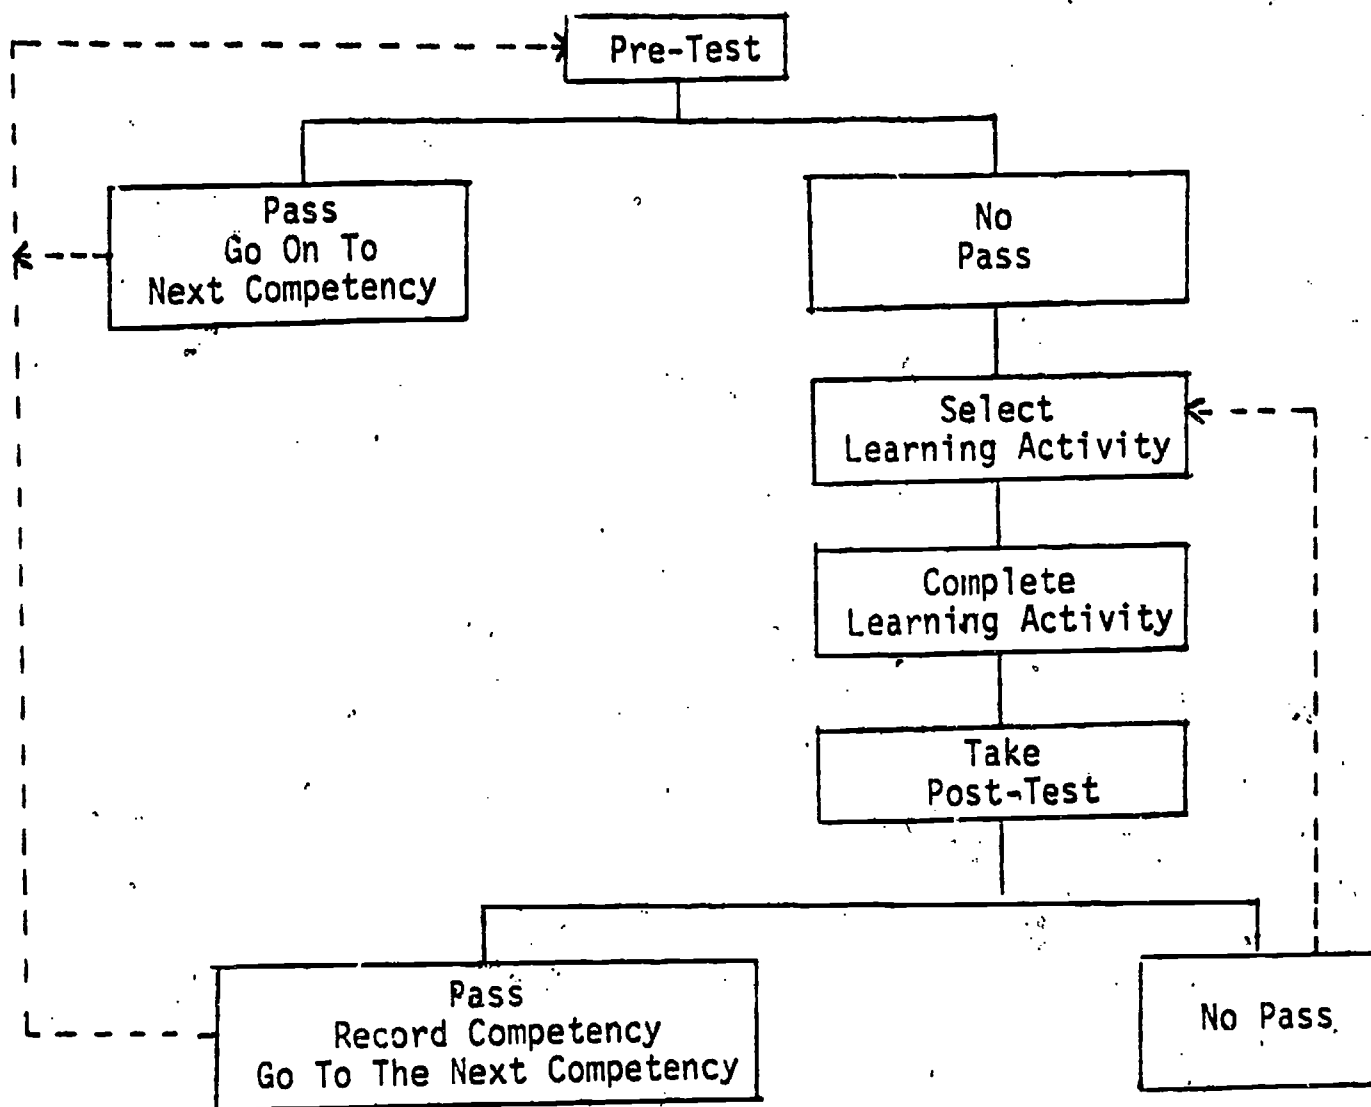 Pre-Test
Pass
Go On To
Next Competency
No
Pass
Select
Learning Activity
Complete
Learning Activity
Take
Post-Test
Pass
Record Competency
Go To The Next Competency
No Pass